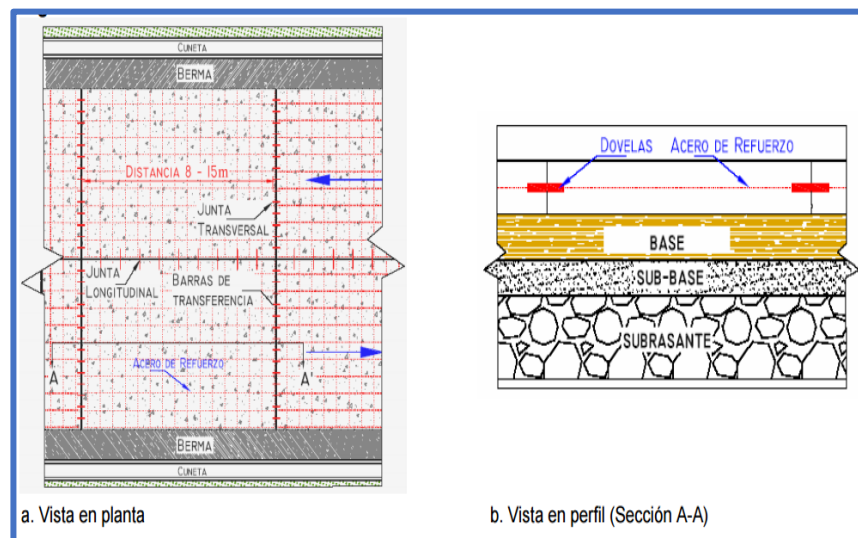 CUNETA
BERMA
DISTANCIA 8 - 15m
JUNTA
TRANSVERSAL
JUNTA
LONGITUDINAL
BARRAS DE
TRANSFERENCIA
A
A'
ACERO DE REFUERZO
BERMA
CUNETA
a. Vista en planta
DOVELAS
ACERO DE REFUERZO
BASE
SUB-BASE
SUBRASANTE
b. Vista en perfil (Sección A-A)